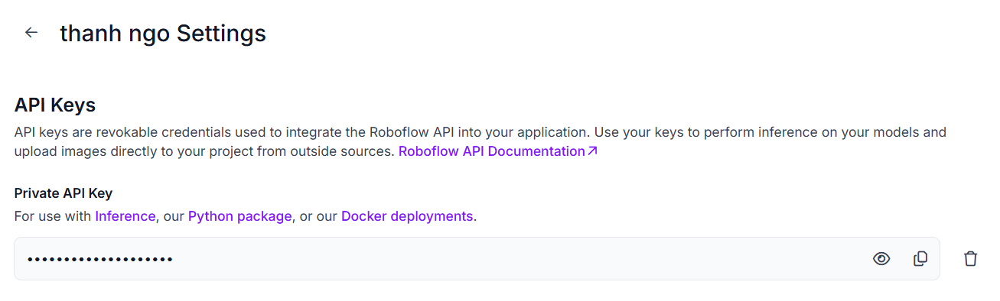 thanh ngo Settings
API Keys
API keys are revokable credentials used to integrate the Roboflow API into your application. Use your keys to perform inference on your models and
upload images directly to your project from outside sources. Roboflow API Documentation
Private API Key
For use with Inference, our Python package, or our Docker deployments.
••••••••••••••••••••